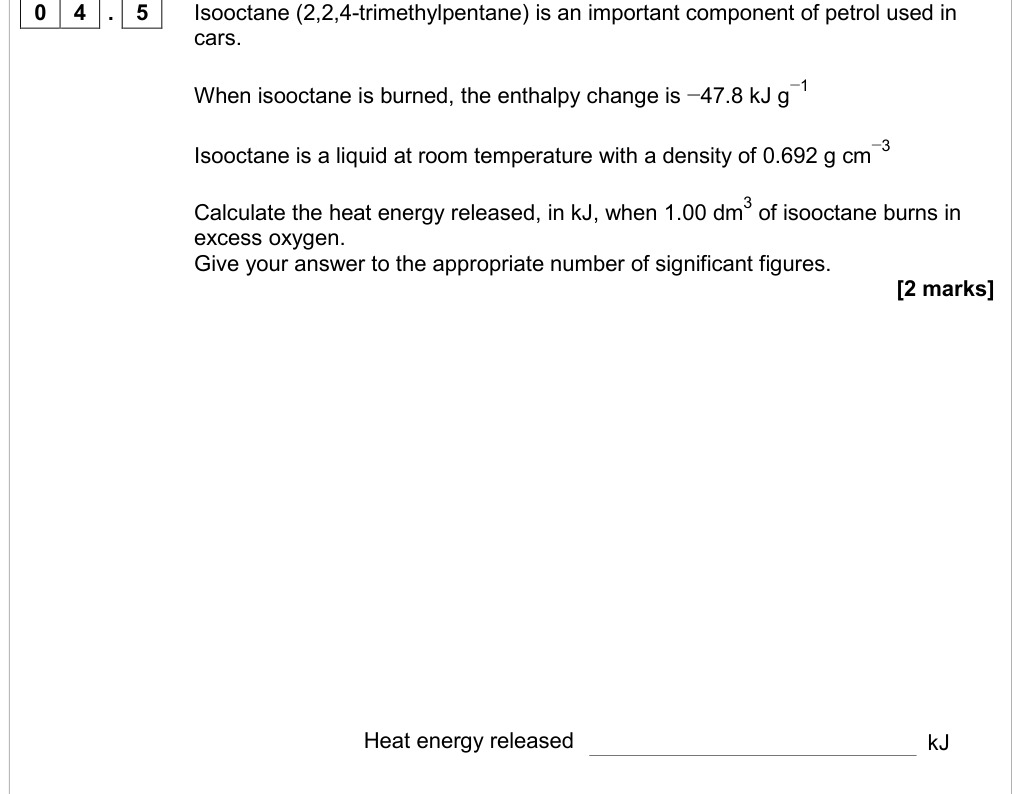 0 4 . 5 Isooctane (2,2,4-trimethylpentane) is an important component of petrol used in
cars.
When isooctane is burned, the enthalpy change is −47.8 kJ g⁻¹
Isooctane is a liquid at room temperature with a density of 0.692 g cm⁻³
Calculate the heat energy released, in kJ, when 1.00 dm³ of isooctane burns in
excess oxygen.
Give your answer to the appropriate number of significant figures.
[2 marks]
Heat energy released kJ